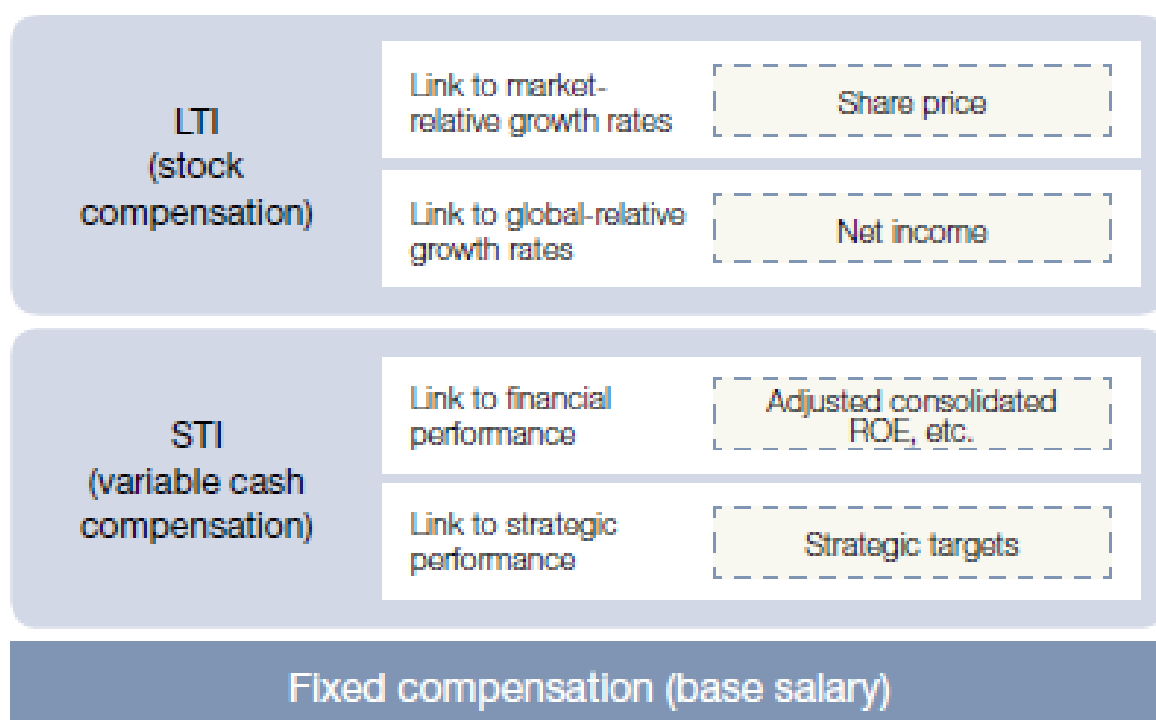 LTI
(stock
compensation)
Link to market-
relative growth rates
Share price
Link to global-relative
growth rates
Net income
STI
(variable cash
compensation)
Link to financial
performance
Adjusted consolidated
ROE, etc.
Link to strategic
performance
Strategic targets
Fixed compensation (base salary)